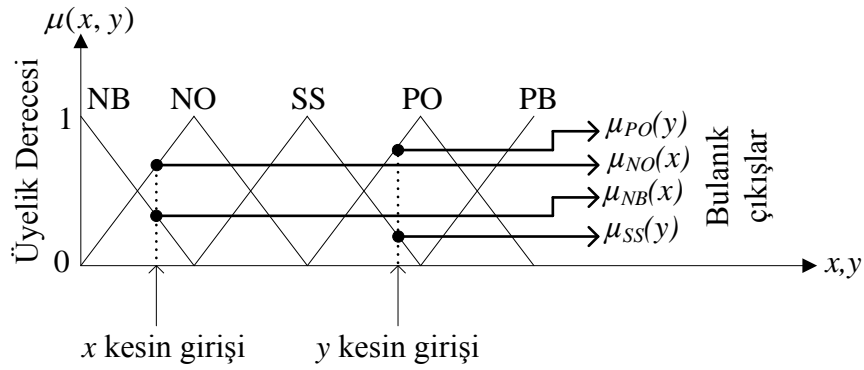 μ(x, y)
Üyelik Derecesi
NB NO SS PO PB
1
0
μPO(y)
μNO(x)
μNB(x)
μSS(y)
Bulanık
çıkışlar
x,y
x kesin girişi y kesin girişi